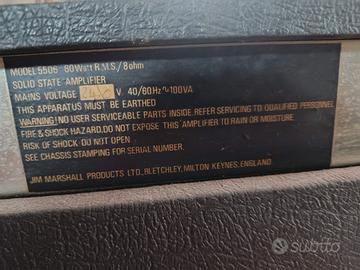 MODEL 5506 60Watt R.M.S./8ohm
SOLID STATE AMPLIFIER
MAINS VOLTAGE V 40/60Hz~100VA
THIS APPARATUS MUST BE EARTHED
WARNING: NO USER SERVICEABLE PARTS INSIDE. REFER SERVICING TO QUALIFIED PERSONNEL
FIRE & SHOCK HAZARD. DO NOT EXPOSE THIS AMPLIFIER TO RAIN OR MOISTURE.
RISK OF SHOCK: DO NOT OPEN.
SEE CHASSIS STAMPING FOR SERIAL NUMBER.
JIM MARSHALL PRODUCTS LTD., BLETCHLEY, MILTON KEYNES, ENGLAND.
subito